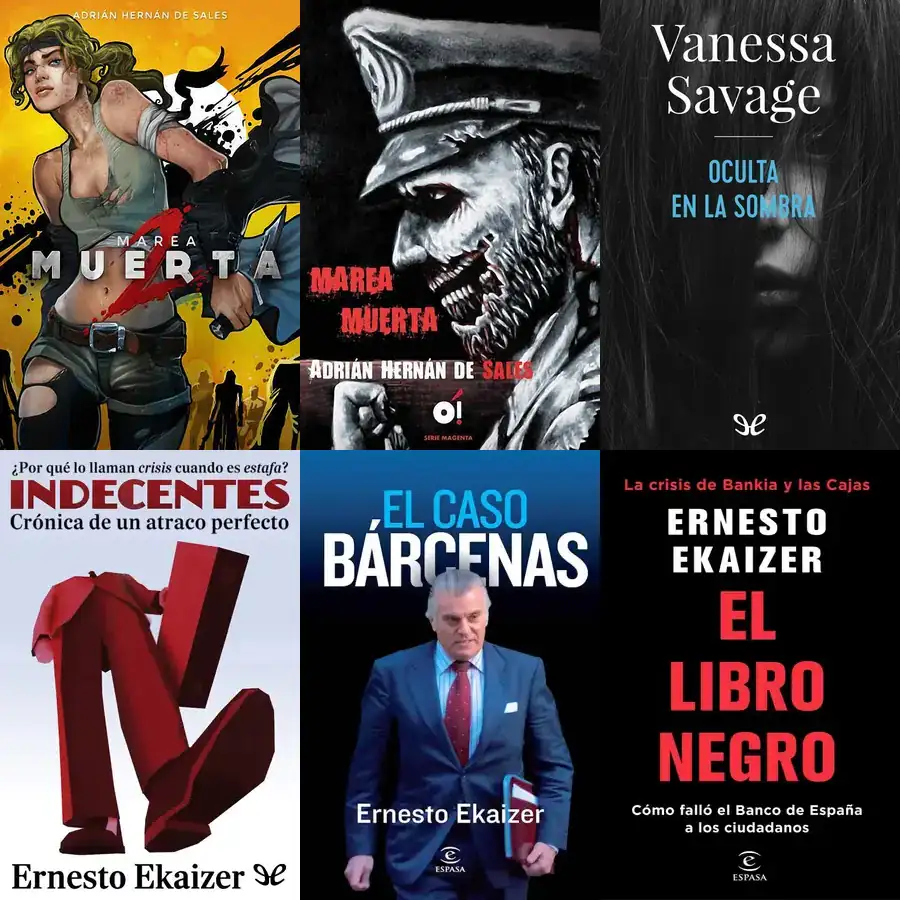 ADRIÁN HERNÁN DE SALES
MAREA
MUERTA
2
MAREA
MUERTA
ADRIÁN HERNÁN DE SALES
O!
SERIE MAGENTA
Vanessa
Savage
OCULTA
EN LA SOMBRA
¿Por qué lo llaman crisis cuando es estafa?
INDECENTES
Crónica de un atraco perfecto
Ernesto Ekaizer
EL CASO
BÁRCENAS
Ernesto Ekaizer
ESPASA
La crisis de Bankia y las Cajas
ERNESTO
EKAIZER
EL
LIBRO
NEGRO
Cómo falló el Banco de España
a los ciudadanos
ESPASA